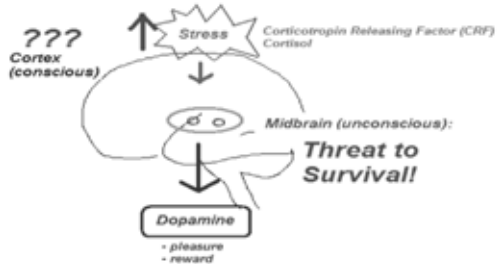 ???
Cortex
(conscious)
Stress
Corticotropin Releasing Factor (CRF)
Cortisol
Midbrain (unconscious):
Threat to
Survival!
Dopamine
- pleasure
- reward